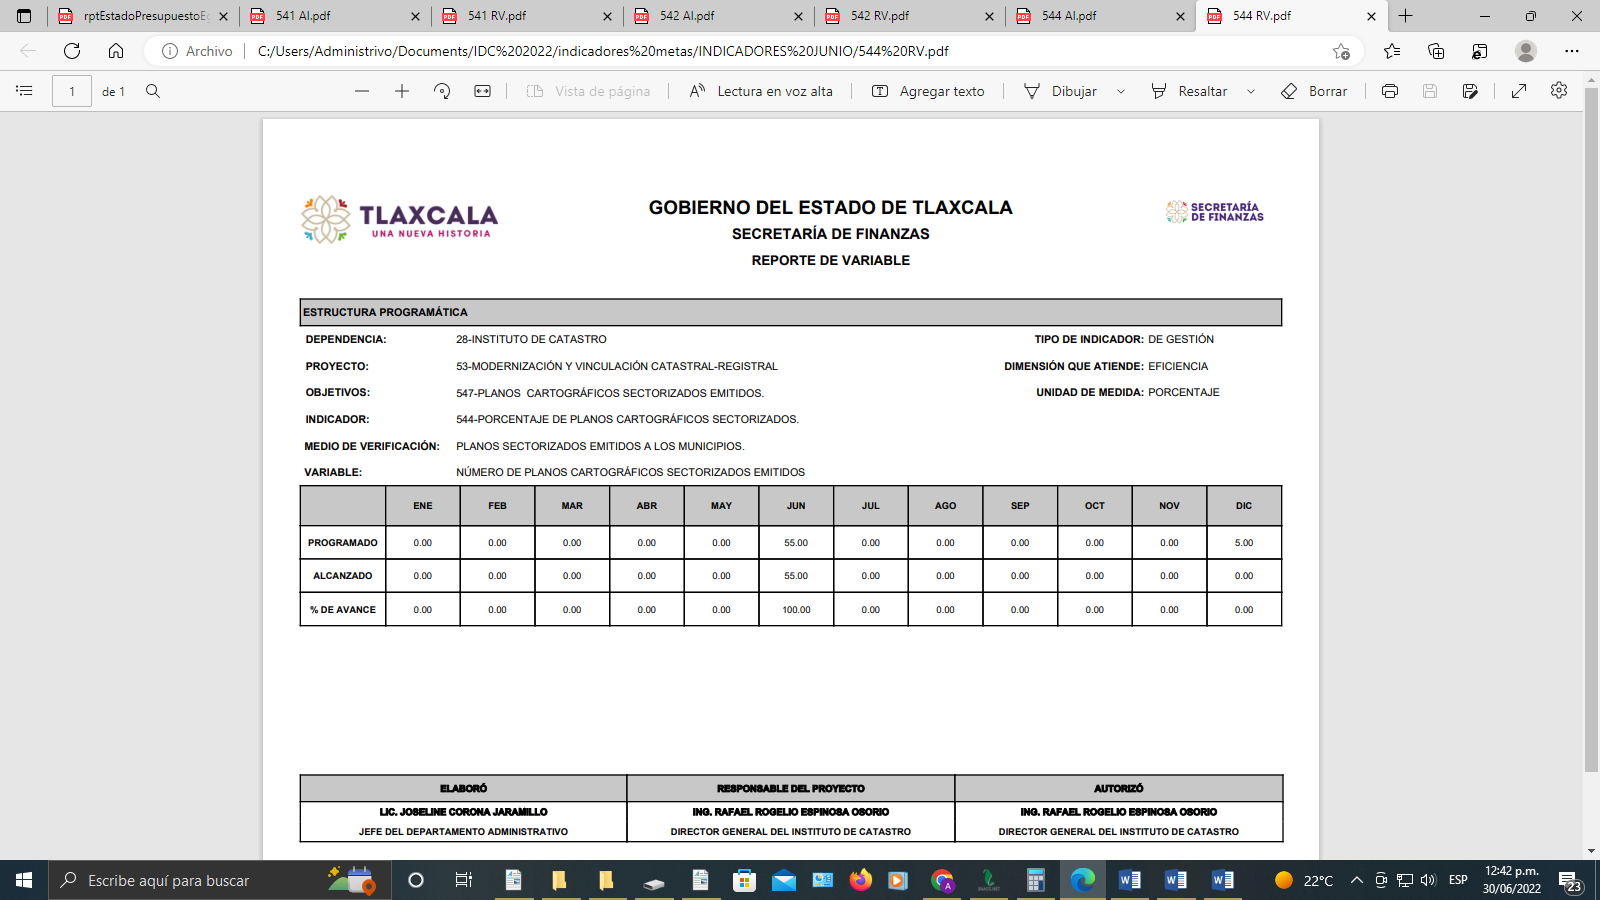 rptEstadoPresupuestoEg
541 AI.pdf
541 RV.pdf
542 AI.pdf
542 RV.pdf
544 AI.pdf
544 RV.pdf
Archivo
C:/Users/Administrivo/Documents/IDC%202022/indicadores%20metas/INDICADORES%20JUNIO/544%20RV.pdf
1 de 1
Vista de página
Lectura en voz alta
Agregar texto
Dibujar
Resaltar
Borrar
TLAXCALA
UNA NUEVA HISTORIA
GOBIERNO DEL ESTADO DE TLAXCALA
SECRETARÍA DE FINANZAS
REPORTE DE VARIABLE
SECRETARÍA
DE FINANZAS
ESTRUCTURA PROGRAMÁTICA
DEPENDENCIA: 28-INSTITUTO DE CATASTRO TIPO DE INDICADOR: DE GESTIÓN
PROYECTO: 53-MODERNIZACIÓN Y VINCULACIÓN CATASTRAL-REGISTRAL DIMENSIÓN QUE ATIENDE: EFICIENCIA
OBJETIVOS: 547-PLANOS CARTOGRÁFICOS SECTORIZADOS EMITIDOS. UNIDAD DE MEDIDA: PORCENTAJE
INDICADOR: 544-PORCENTAJE DE PLANOS CARTOGRÁFICOS SECTORIZADOS.
MEDIO DE VERIFICACIÓN: PLANOS SECTORIZADOS EMITIDOS A LOS MUNICIPIOS.
VARIABLE: NÚMERO DE PLANOS CARTOGRÁFICOS SECTORIZADOS EMITIDOS
ENE FEB MAR ABR MAY JUN JUL AGO SEP OCT NOV DIC
PROGRAMADO 0.00 0.00 0.00 0.00 0.00 55.00 0.00 0.00 0.00 0.00 0.00 5.00
ALCANZADO 0.00 0.00 0.00 0.00 0.00 55.00 0.00 0.00 0.00 0.00 0.00 0.00
% DE AVANCE 0.00 0.00 0.00 0.00 0.00 100.00 0.00 0.00 0.00 0.00 0.00 0.00
ELABORÓ RESPONSABLE DEL PROYECTO AUTORIZÓ
LIC. JOSELINE CORONA JARAMILLO ING. RAFAEL ROGELIO ESPINOSA OSORIO ING. RAFAEL ROGELIO ESPINOSA OSORIO
JEFE DEL DEPARTAMENTO ADMINISTRATIVO DIRECTOR GENERAL DEL INSTITUTO DE CATASTRO DIRECTOR GENERAL DEL INSTITUTO DE CATASTRO
Escribe aquí para buscar
22°C
ESP
12:42 p.m.
30/06/2022
23